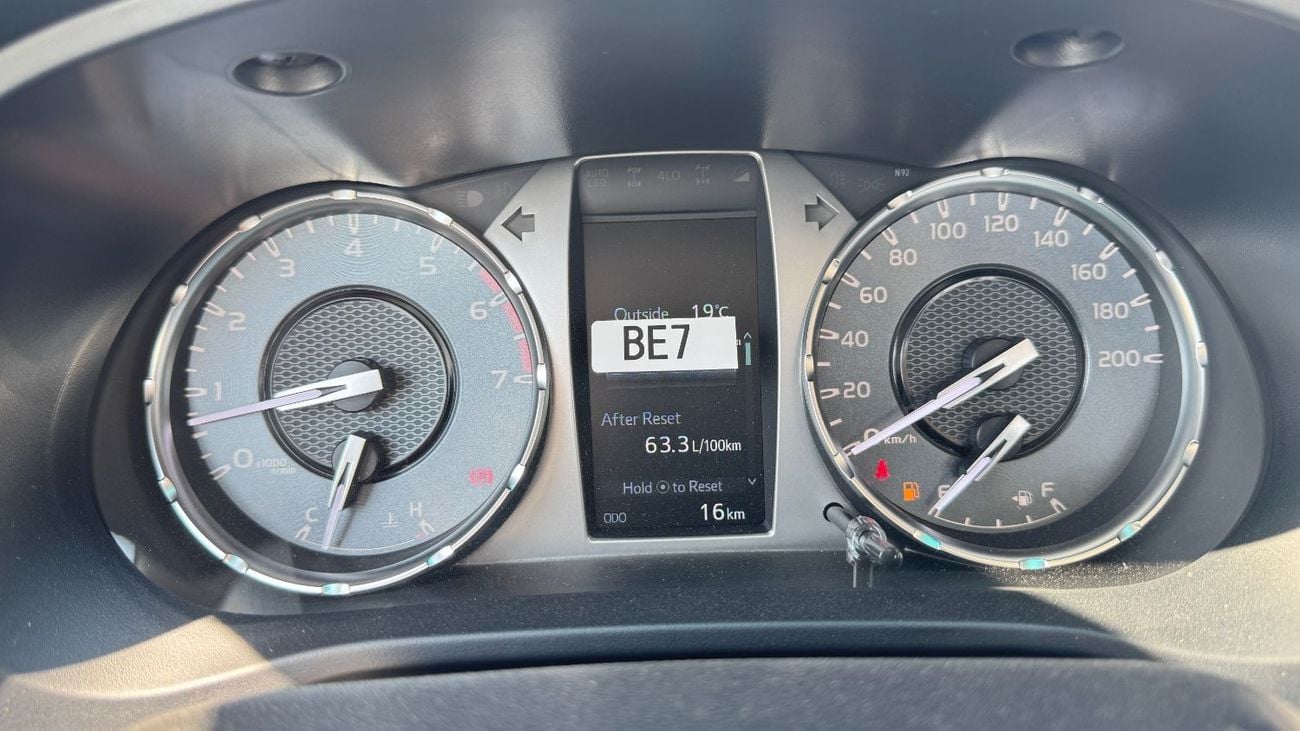 AUTO
LSD
4LO
N92
0
1
2
3
4
5
6
7
x1000
r/min
C
H
Outside 19°C
BE7
After Reset
63.3 L/100km
Hold to Reset
ODO 16 km
0
20
40
60
80
100
120
140
160
180
200
km/h
E
F